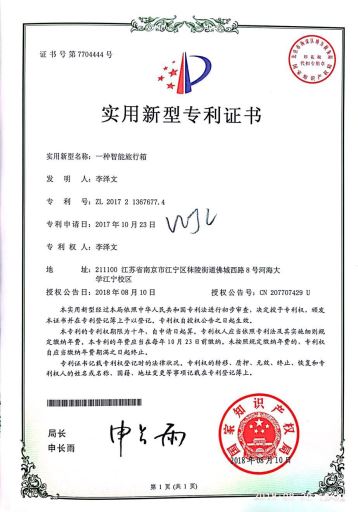 证书号第7704444号
实用新型专利证书
实用新型名称：一种智能旅行箱
发 明 人：李泽文
专 利 号：ZL 2017 2 1367677.4
专利申请日：2017年10月23日
专 利 权 人：李泽文
地 址：211100 江苏省南京市江宁区秣陵街道佛城西路8号河海大
学江宁校区
授权公告日：2018年08月10日 授权公告号：CN 207707429 U
本实用新型经过本局依照中华人民共和国专利法进行初步审查，决定授予专利权，颁发
本证书并在专利登记簿上予以登记。专利权自授权公告之日起生效。
本专利的专利权期限为十年，自申请日起算。专利权人应当依照专利法及其实施细则规
定缴纳年费。本专利的年费应当在每年10月23日前缴纳。未按照规定缴纳年费的，专利权
自应当缴纳年费期满之日起终止。
专利证书记载专利权登记时的法律状况。专利权的转移、质押、无效、终止、恢复和专
利权人的姓名或名称、国籍、地址变更等事项记载在专利登记簿上。
局长
申长雨
申长雨
国家知识产权局
2018年08月10日
第1页（共1页）